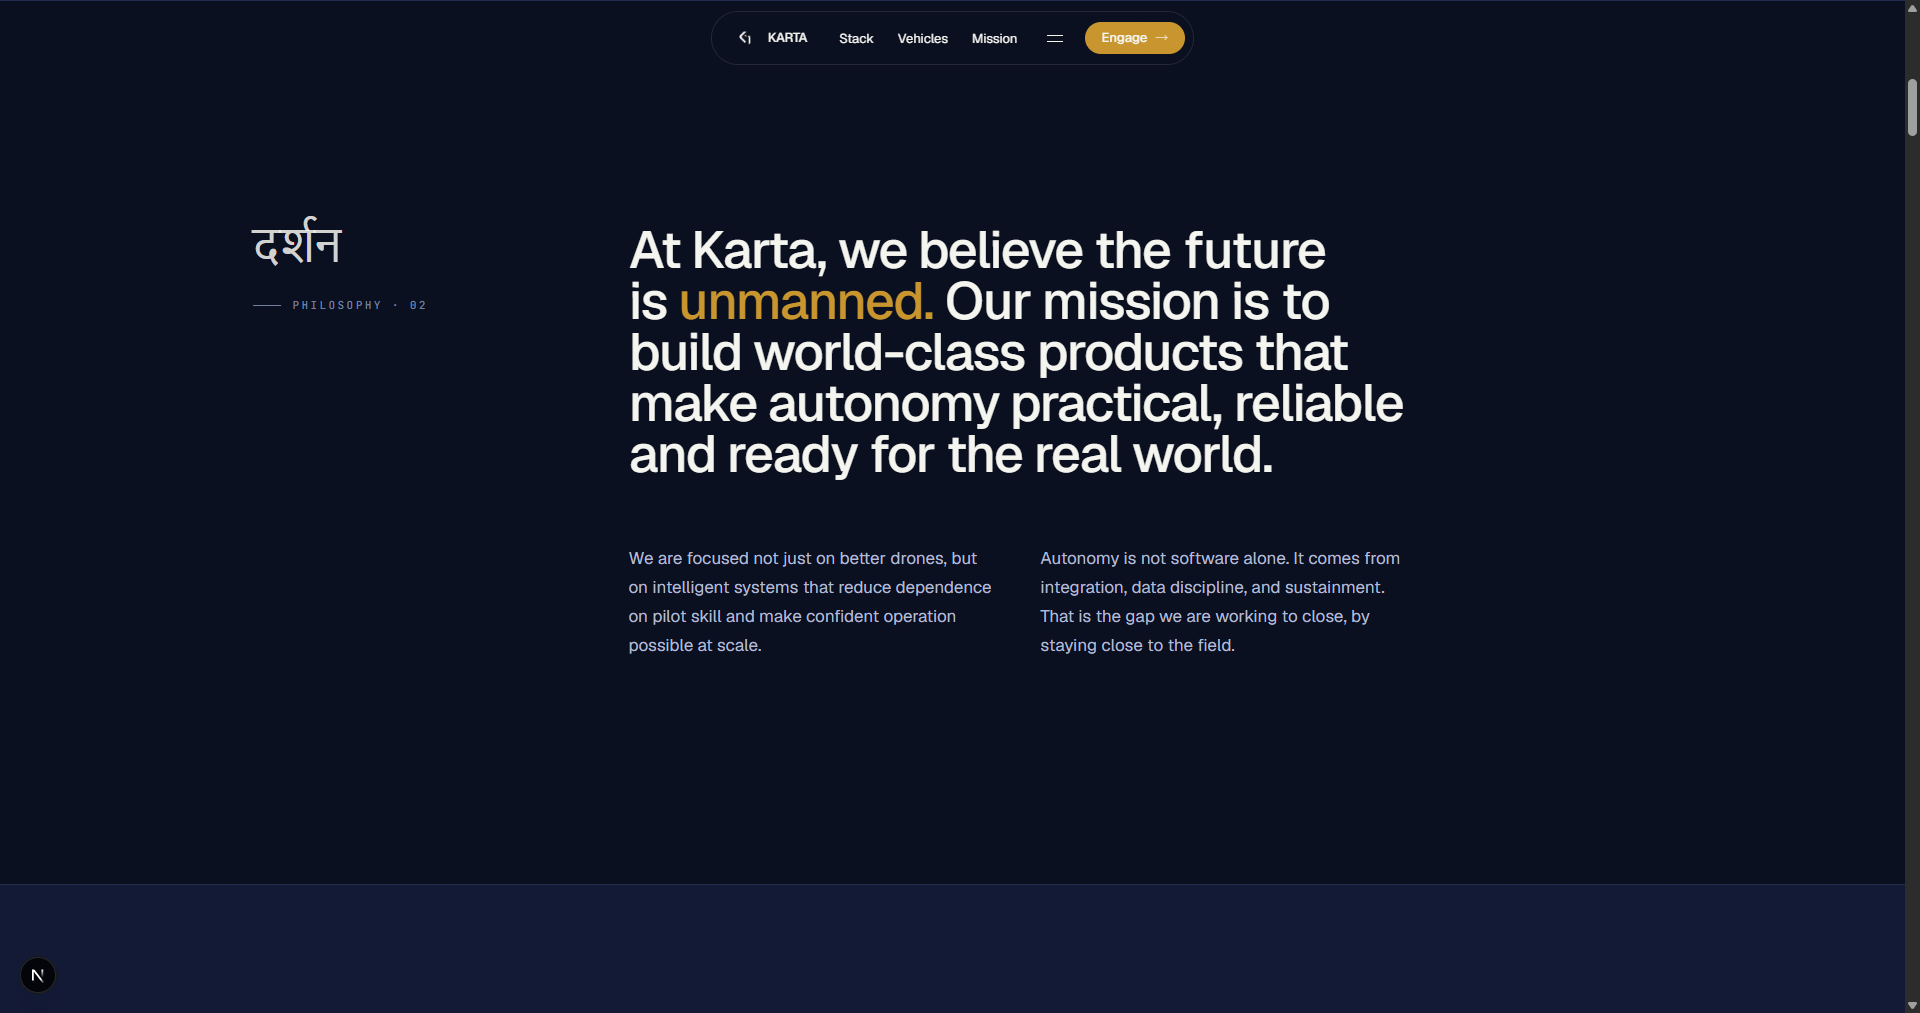 KARTA
Stack
Vehicles
Mission
Engage →
दर्शन
PHILOSOPHY · 02
At Karta, we believe the future
is unmanned. Our mission is to
build world-class products that
make autonomy practical, reliable
and ready for the real world.
We are focused not just on better drones, but
on intelligent systems that reduce dependence
on pilot skill and make confident operation
possible at scale.
Autonomy is not software alone. It comes from
integration, data discipline, and sustainment.
That is the gap we are working to close, by
staying close to the field.
N